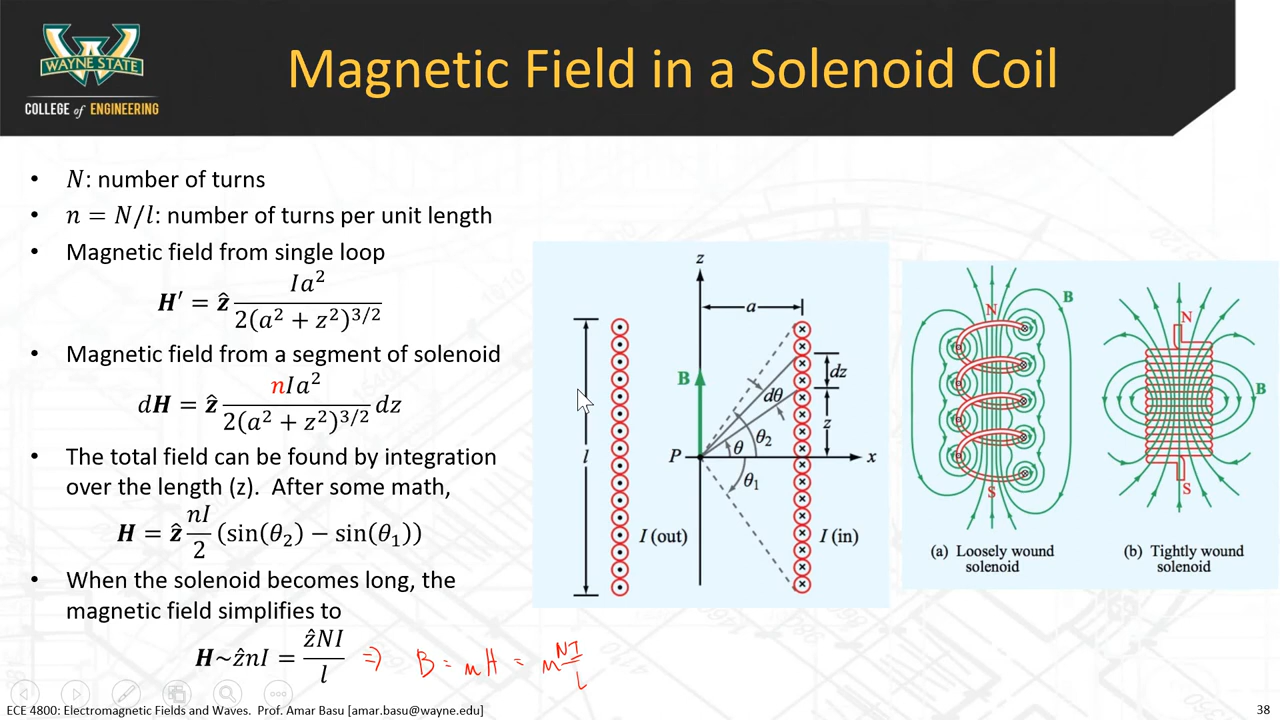 WAYNE STATE
COLLEGE of ENGINEERING
Magnetic Field in a Solenoid Coil
• N: number of turns
• n = N/l: number of turns per unit length
• Magnetic field from single loop
H′ = ẑ Ia² / 2(a² + z²)^3/2
• Magnetic field from a segment of solenoid
dH = ẑ nIa² / 2(a² + z²)^3/2 dz
• The total field can be found by integration
over the length (z). After some math,
H = ẑ nI/2 (sin(θ₂) − sin(θ₁))
• When the solenoid becomes long, the
magnetic field simplifies to
H~ẑnI = ẑNI/l ⇒ B = μH = μ NI/l
z
a
B
dz
dθ
θ₂
z
θ
l
P
x
θ₁
I (out)
I (in)
N
B
S
(a) Loosely wound
solenoid
N
B
S
(b) Tightly wound
solenoid
ECE 4800: Electromagnetic Fields and Waves. Prof. Amar Basu [amar.basu@wayne.edu]
38